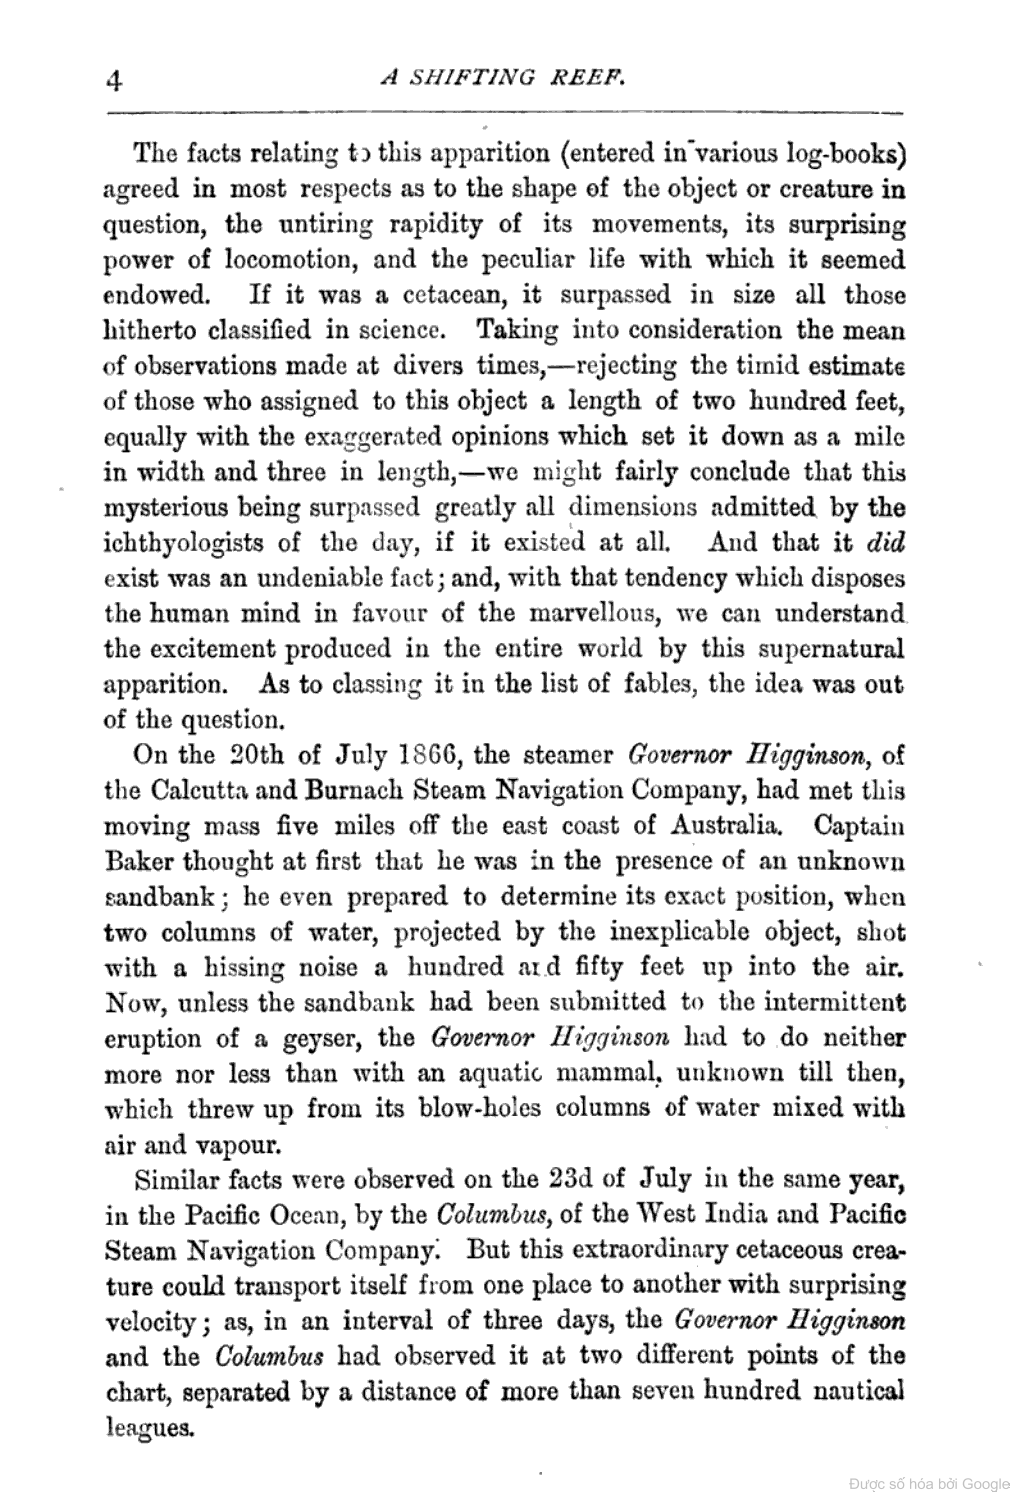 4 A SHIFTING REEF.
The facts relating to this apparition (entered in various log-books)
agreed in most respects as to the shape of the object or creature in
question, the untiring rapidity of its movements, its surprising
power of locomotion, and the peculiar life with which it seemed
endowed. If it was a cetacean, it surpassed in size all those
hitherto classified in science. Taking into consideration the mean
of observations made at divers times,—rejecting the timid estimate
of those who assigned to this object a length of two hundred feet,
equally with the exaggerated opinions which set it down as a mile
in width and three in length,—we might fairly conclude that this
mysterious being surpassed greatly all dimensions admitted by the
ichthyologists of the day, if it existed at all. And that it did
exist was an undeniable fact; and, with that tendency which disposes
the human mind in favour of the marvellous, we can understand
the excitement produced in the entire world by this supernatural
apparition. As to classing it in the list of fables, the idea was out
of the question.
On the 20th of July 1866, the steamer Governor Higginson, of
the Calcutta and Burnach Steam Navigation Company, had met this
moving mass five miles off the east coast of Australia. Captain
Baker thought at first that he was in the presence of an unknown
sandbank; he even prepared to determine its exact position, when
two columns of water, projected by the inexplicable object, shot
with a hissing noise a hundred and fifty feet up into the air.
Now, unless the sandbank had been submitted to the intermittent
eruption of a geyser, the Governor Higginson had to do neither
more nor less than with an aquatic mammal, unknown till then,
which threw up from its blow-holes columns of water mixed with
air and vapour.
Similar facts were observed on the 23d of July in the same year,
in the Pacific Ocean, by the Columbus, of the West India and Pacific
Steam Navigation Company. But this extraordinary cetaceous crea-
ture could transport itself from one place to another with surprising
velocity; as, in an interval of three days, the Governor Higginson
and the Columbus had observed it at two different points of the
chart, separated by a distance of more than seven hundred nautical
leagues.
Được số hóa bởi Google